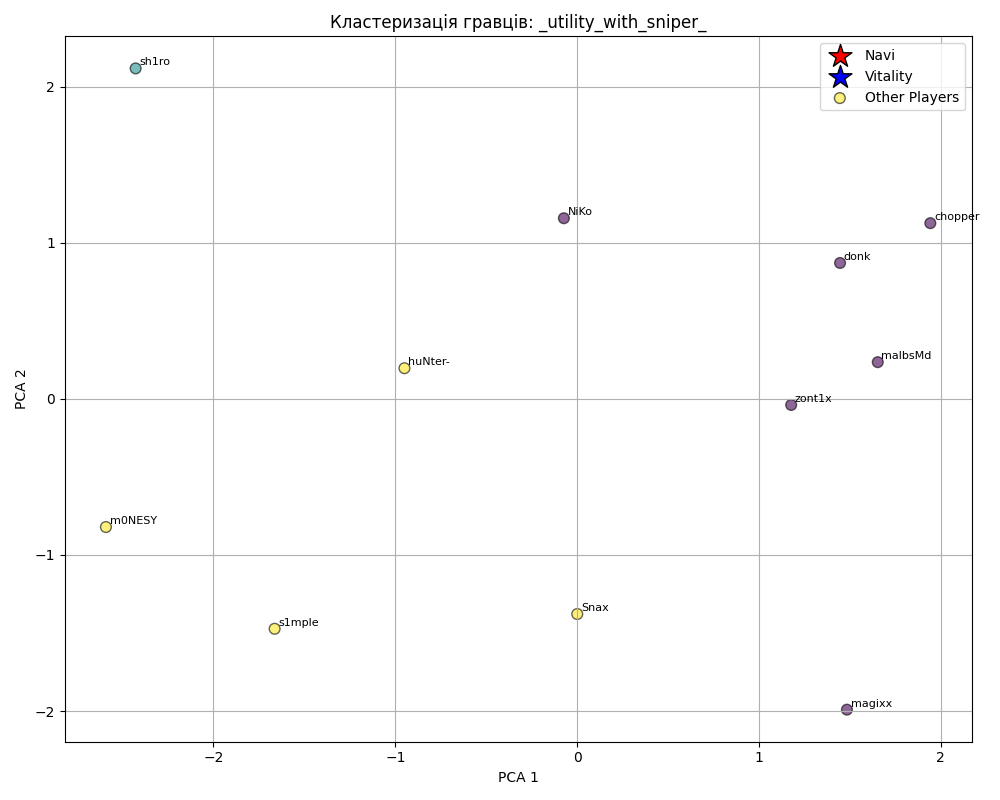 Кластеризація гравців: _utility_with_sniper_
Navi
Vitality
Other Players
sh1ro
NiKo
chopper
donk
huNter-
malbsMd
zont1x
m0NESY
Snax
s1mple
magixx
2
1
0
−1
−2
PCA 2
−2
−1
0
1
2
PCA 1